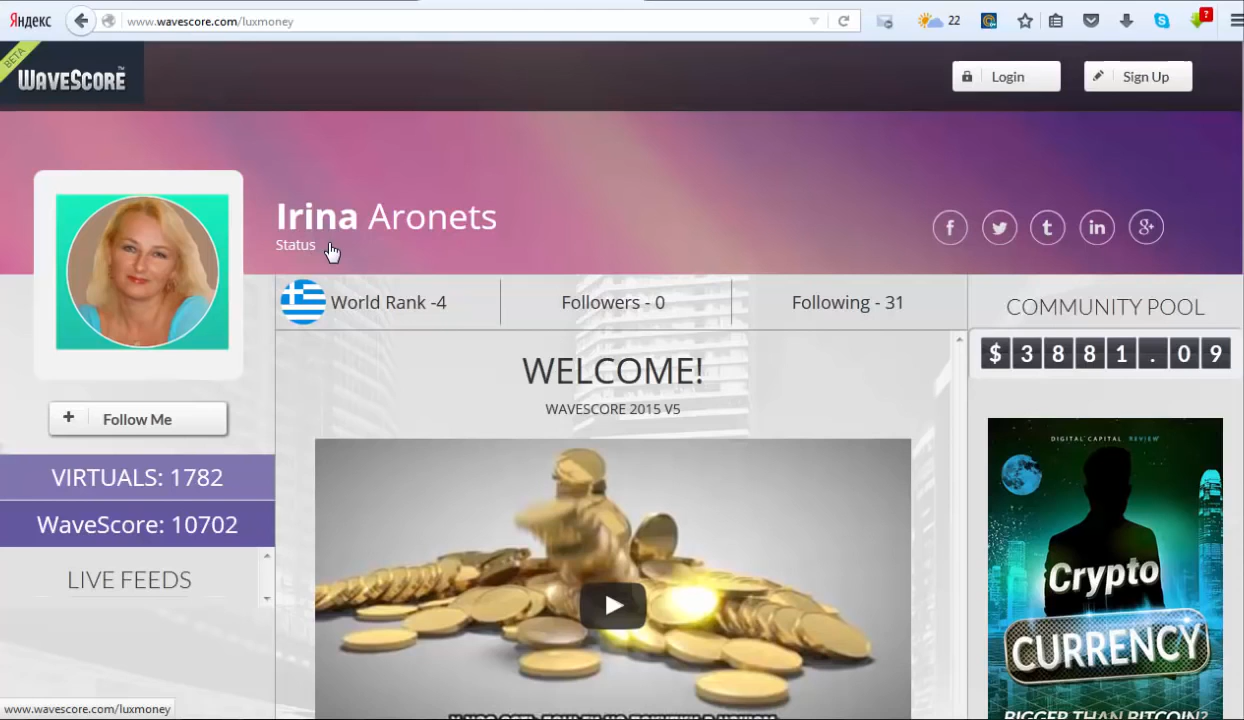 Яндекс
www.wavescore.com/luxmoney
22
?
BETA
WAVESCORE™
Login
Sign Up
Irina Aronets
Status
f
t
in
g+
World Rank -4
Followers - 0
Following - 31
COMMUNITY POOL
$3881.09
WELCOME!
WAVESCORE 2015 V5
+ Follow Me
VIRTUALS: 1782
WaveScore: 10702
LIVE FEEDS
DIGITAL CAPITAL REVIEW
Crypto
CURRENCY
BIGGER THAN BITCOIN?
www.wavescore.com/luxmoney